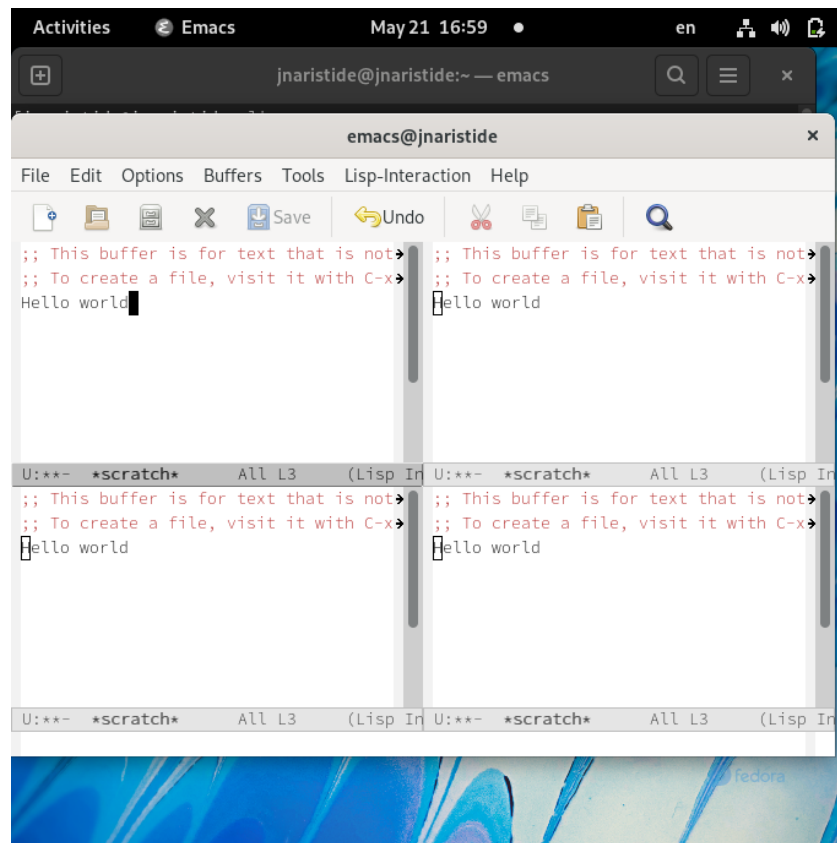 Activities Emacs May 21 16:59 en
jnaristide@jnaristide:~ — emacs
emacs@jnaristide
File Edit Options Buffers Tools Lisp-Interaction Help
Save Undo
;; This buffer is for text that is not
;; To create a file, visit it with C-x
Hello world
U:**- *scratch* All L3 (Lisp In
;; This buffer is for text that is not
;; To create a file, visit it with C-x
Hello world
U:**- *scratch* All L3 (Lisp In
;; This buffer is for text that is not
;; To create a file, visit it with C-x
Hello world
U:**- *scratch* All L3 (Lisp In
;; This buffer is for text that is not
;; To create a file, visit it with C-x
Hello world
U:**- *scratch* All L3 (Lisp In
fedora